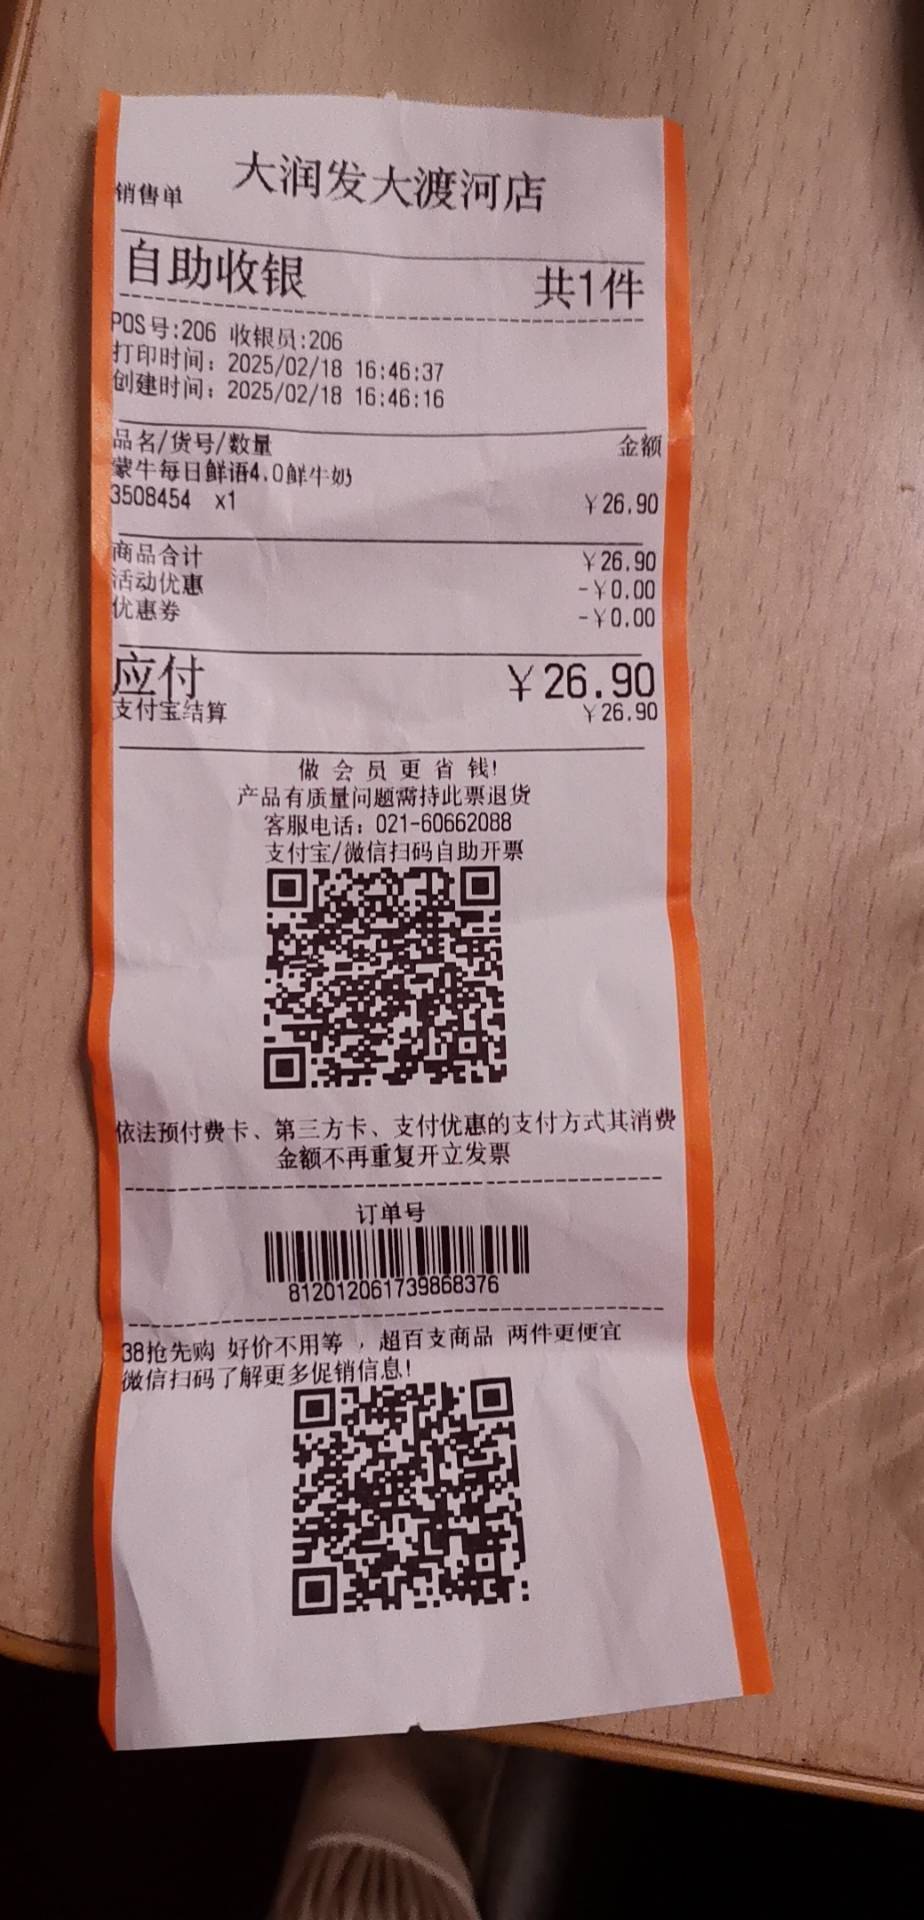 大润发大渡河店
销售单
自助收银 共1件
POS号:206 收银员:206
打印时间: 2025/02/18 16:46:37
创建时间: 2025/02/18 16:46:16
品名/货号/数量 金额
蒙牛每日鲜语4.0鲜牛奶
3508454 x1 ￥26.90
商品合计 ￥26.90
活动优惠 -￥0.00
优惠券 -￥0.00
应付 ￥26.90
支付宝结算 ￥26.90
做 会 员 更 省 钱!
产品有质量问题需持此票退货
客服电话: 021-60662088
支付宝/微信扫码自助开票
依法预付费卡、第三方卡、支付优惠的支付方式其消费
金额不再重复开立发票
订单号
812012061739868376
38抢先购 好价不用等 , 超百支商品 两件更便宜
微信扫码了解更多促销信息!